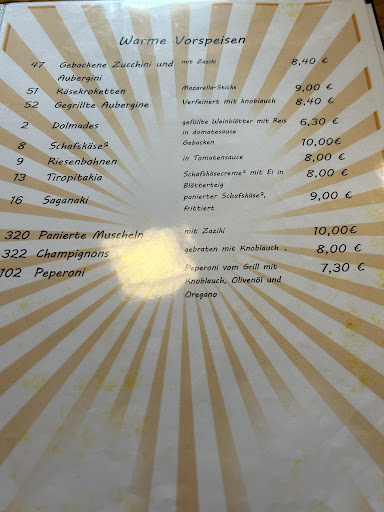 Warme Vorspeisen
47 Gebackene Zucchini und mit Zaziki 8,40 €
Aubergini
51 Käsekroketten Mozarella-Sticks 9,00 €
52 Gegrillte Aubergine Verfeinert mit knoblauch 8,40 €
2 Dolmades gefüllte Weinblätter mit Reis 6,30 €
in domatesauce
8 Schafskäse² Gebacken 10,00€
9 Riesenbohnen in Tomatensauce 8,00 €
13 Tiropitakia Schafskäsecreme² mit Ei in 8,00 €
Blätterteig
16 Saganaki panierter Schafskäse², 9,00 €
frittiert
320 Panierte Muscheln mit Zaziki 10,00€
322 Champignons gebraten mit Knoblauch . 8,00 €
102 Peperoni Peperoni vom Grill mit 7,30 €
Knoblauch, Olivenöl und
Oregano